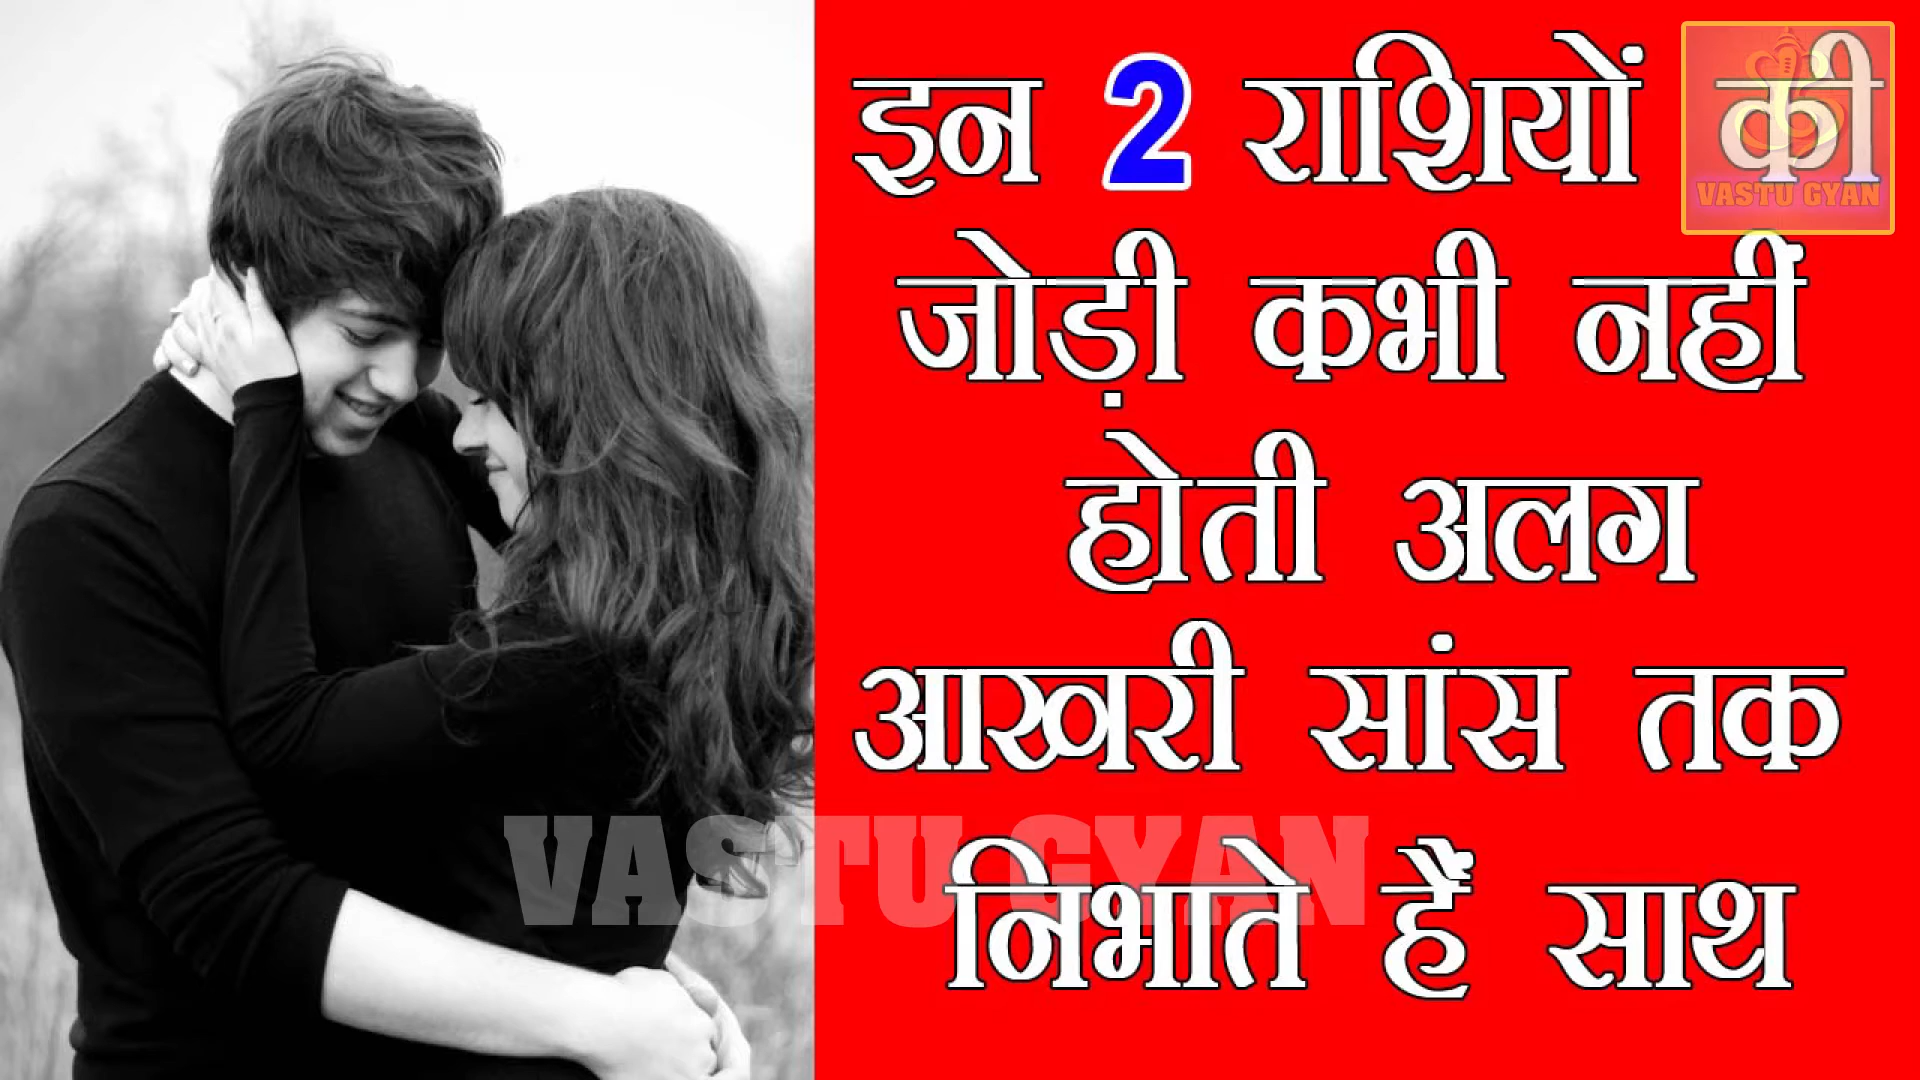 इन 2 राशियों की
VASTU GYAN
जोड़ी कभी नहीं
होती अलग
आखरी सांस तक
VASTU GYAN
निभाते हैं साथ